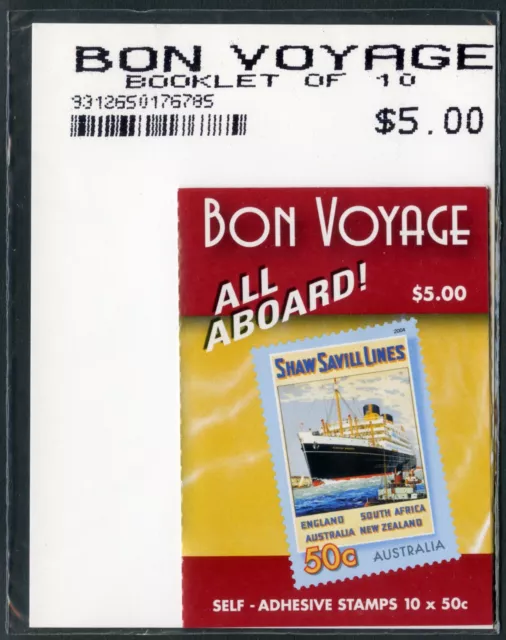 BON VOYAGE
BOOKLET OF 10
9312650176785
$5.00
BON VOYAGE
ALL
ABOARD!
$5.00
2004
SHAW SAVILL LINES
ENGLAND SOUTH AFRICA
AUSTRALIA NEW ZEALAND
50c AUSTRALIA
SELF - ADHESIVE STAMPS 10 x 50c